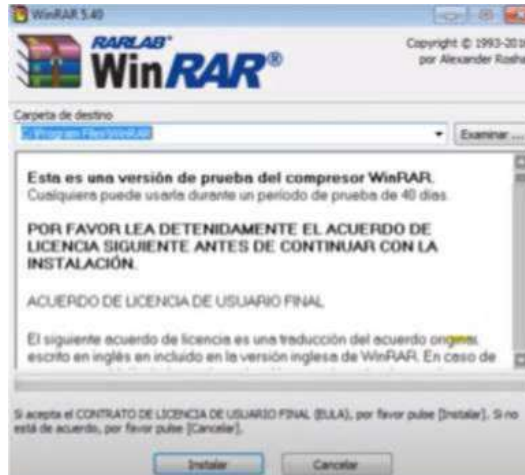 WinRAR 5.40
RARLAB®
WinRAR®
Copyright © 1993-201
por Alexander Rosha
Carpeta de destino
C:\Program Files\WinRAR
Examinar ...
Esta es una versión de prueba del compresor WinRAR.
Cualquiera puede usarla durante un período de prueba de 40 días.
POR FAVOR LEA DETENIDAMENTE EL ACUERDO DE
LICENCIA SIGUIENTE ANTES DE CONTINUAR CON LA
INSTALACIÓN.
ACUERDO DE LICENCIA DE USUARIO FINAL
El siguiente acuerdo de licencia es una traducción del acuerdo original,
escrito en inglés en incluido en la versión inglesa de WinRAR. En caso de
Si acepta el CONTRATO DE LICENCIA DE USUARIO FINAL (EULA), por favor pulse [Instalar]. Si no
está de acuerdo, por favor pulse [Cancelar].
Instalar
Cancelar